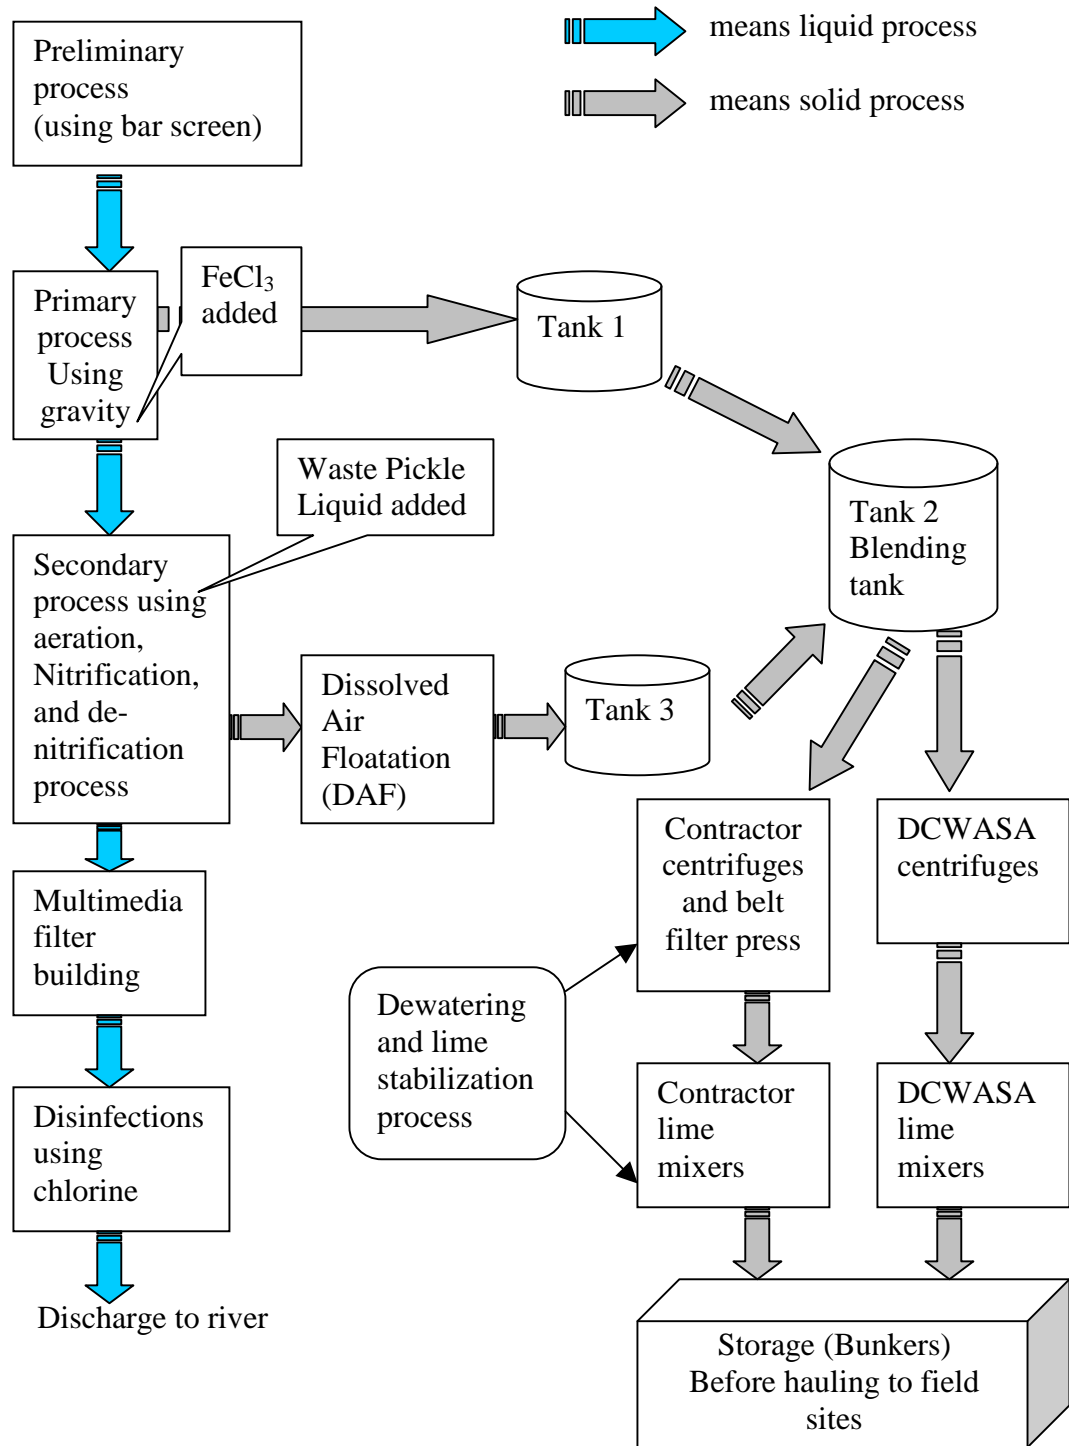 Preliminary
process
(using bar screen)
means liquid process
means solid process
Primary
process
Using
gravity
FeCl₃
added
Tank 1
Waste Pickle
Liquid added
Tank 2
Blending
tank
Secondary
process using
aeration,
Nitrification,
and de-
nitrification
process
Dissolved
Air
Floatation
(DAF)
Tank 3
Contractor
centrifuges
and belt
filter press
DCWASA
centrifuges
Multimedia
filter
building
Dewatering
and lime
stabilization
process
Contractor
lime
mixers
DCWASA
lime
mixers
Disinfections
using
chlorine
Discharge to river
Storage (Bunkers)
Before hauling to field
sites